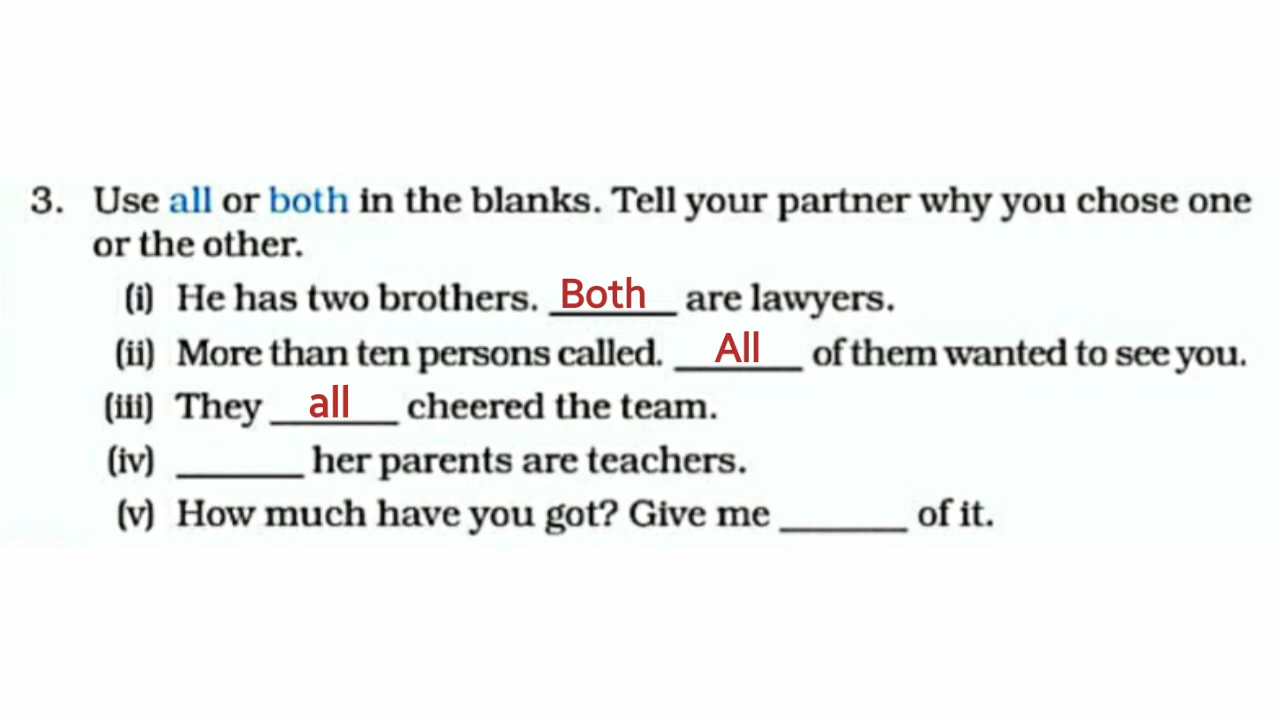 3. Use all or both in the blanks. Tell your partner why you chose one
or the other.
(i) He has two brothers. Both are lawyers.
(ii) More than ten persons called. All of them wanted to see you.
(iii) They all cheered the team.
(iv) ______ her parents are teachers.
(v) How much have you got? Give me ______ of it.